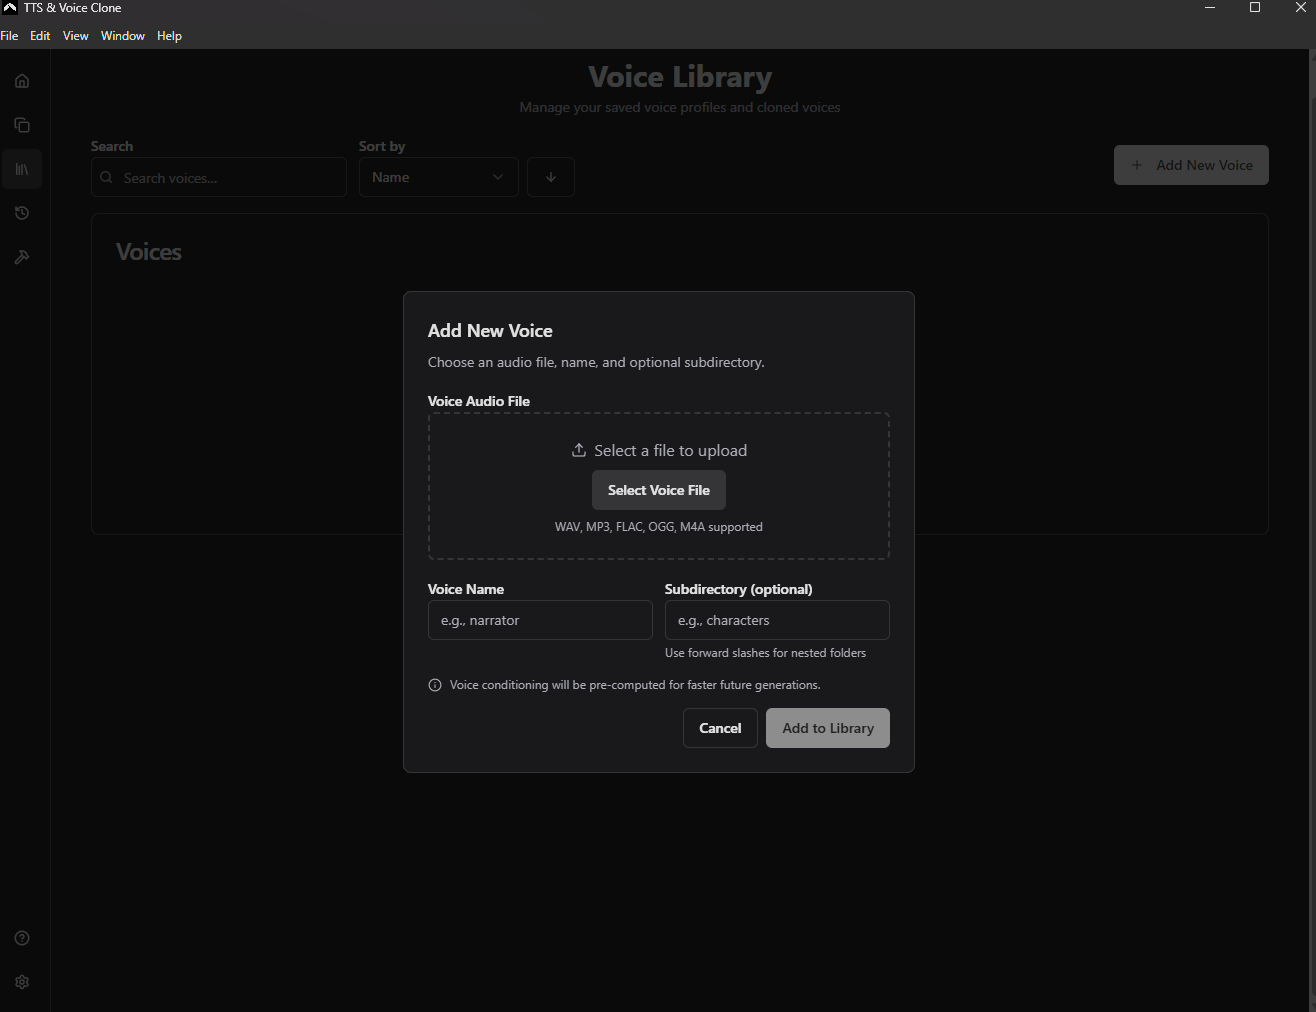 TTS & Voice Clone
File Edit View Window Help
Voice Library
Manage your saved voice profiles and cloned voices
Search
Sort by
Search voices...
Name
Add New Voice
Voices
Add New Voice
Choose an audio file, name, and optional subdirectory.
Voice Audio File
Select a file to upload
Select Voice File
WAV, MP3, FLAC, OGG, M4A supported
Voice Name
Subdirectory (optional)
e.g., narrator
e.g., characters
Use forward slashes for nested folders
Voice conditioning will be pre-computed for faster future generations.
Cancel
Add to Library